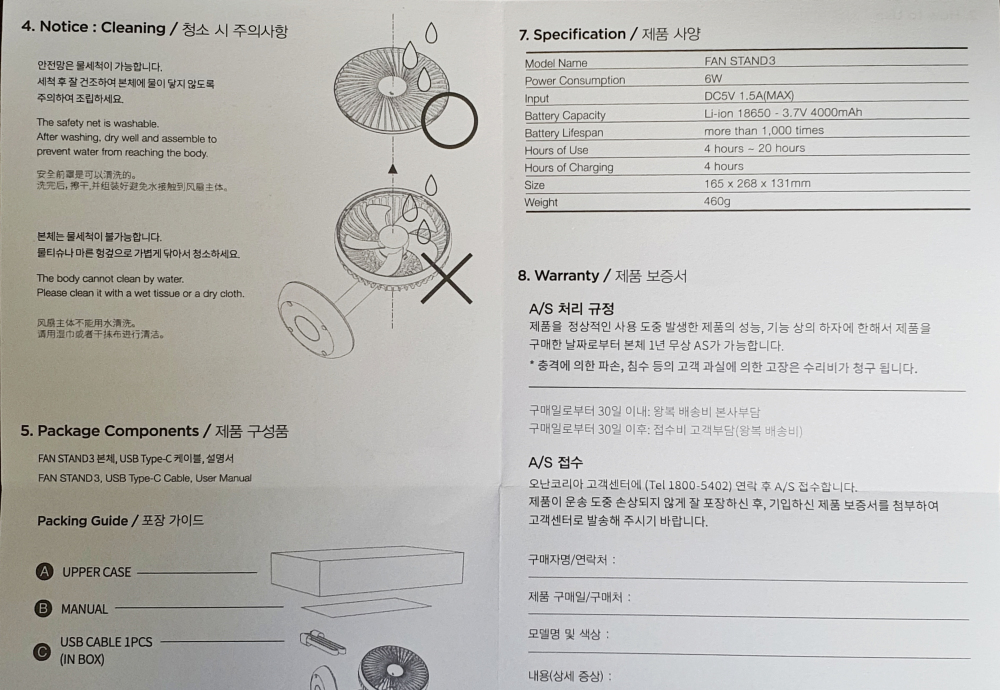 4. Notice : Cleaning / 청소 시 주의사항
안전망은 물세척이 가능합니다.
세척 후 잘 건조하여 본체에 물이 닿지 않도록
주의하여 조립하세요.
The safety net is washable.
After washing, dry well and assemble to
prevent water from reaching the body.
安全前罩是可以清洗的。
洗完后, 擦干,并组装好避免水接触到风扇主体。
본체는 물세척이 불가능합니다.
물티슈나 마른 헝겊으로 가볍게 닦아서 청소하세요.
The body cannot clean by water.
Please clean it with a wet tissue or a dry cloth.
风扇主体不能用水清洗。
请用湿巾或者干抹布进行清洁。
5. Package Components / 제품 구성품
FAN STAND3 본체, USB Type-C 케이블, 설명서
FAN STAND3, USB Type-C Cable, User Manual
Packing Guide / 포장 가이드
A UPPER CASE
B MANUAL
C USB CABLE 1PCS
(IN BOX)
7. Specification / 제품 사양
Model Name FAN STAND3
Power Consumption 6W
Input DC5V 1.5A(MAX)
Battery Capacity Li-ion 18650 - 3.7V 4000mAh
Battery Lifespan more than 1,000 times
Hours of Use 4 hours ~ 20 hours
Hours of Charging 4 hours
Size 165 x 268 x 131mm
Weight 460g
8. Warranty / 제품 보증서
A/S 처리 규정
제품을 정상적인 사용 도중 발생한 제품의 성능, 기능 상의 하자에 한해서 제품을
구매한 날짜로부터 본체 1년 무상 AS가 가능합니다.
* 충격에 의한 파손, 침수 등의 고객 과실에 의한 고장은 수리비가 청구 됩니다.
구매일로부터 30일 이내: 왕복 배송비 본사부담
구매일로부터 30일 이후: 접수비 고객부담(왕복 배송비)
A/S 접수
오난코리아 고객센터에 (Tel 1800-5402) 연락 후 A/S 접수합니다.
제품이 운송 도중 손상되지 않게 잘 포장하신 후, 기입하신 제품 보증서를 첨부하여
고객센터로 발송해 주시기 바랍니다.
구매자명/연락처 :
제품 구매일/구매처 :
모델명 및 색상 :
내용(상세 증상) :